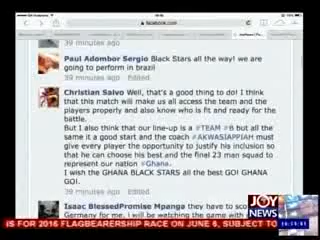 facebook.com
39 minutes ago
Paul Adombor Sergio Black Stars all the way! we are
going to perform in brazil
39 minutes ago · Edited
Christian Salvo Well, that's a good thing to do! I think
that this match will make us all access the team and the
players properly and also know who is fit and ready for the
battle.
But I also think that our line-up is a #TEAM #B but all the
same it a good start and the coach #AKWASIAPPIAH must
give every player the opportunity to justify his inclusion so
that he can choose his best and the final 23 man squad to
represent our nation #Ghana.
I wish the GHANA BLACK STARS all the best GO! GHANA
GO!.
39 minutes ago · Edited
Isaac BlessedPromise Mpanga they have to sco
Germany for me. I will be watching the game with
JOY
NEWS
IS FOR 2016 FLAGBEARERSHIP RACE ON JUNE 6, SUBJECT TO THIS